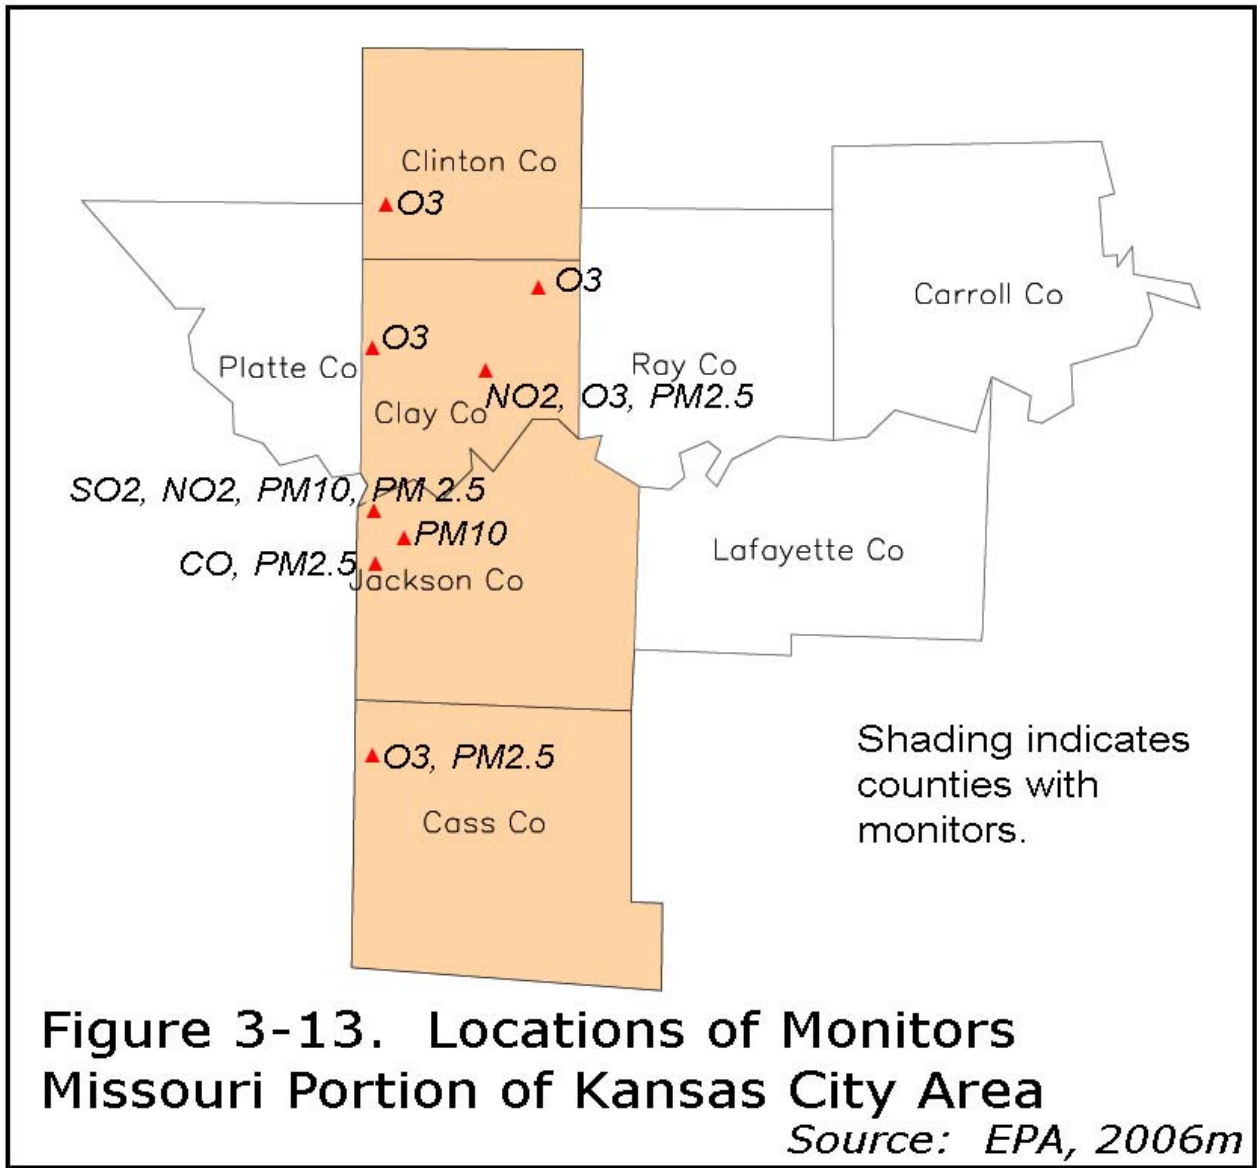 Clinton Co
O3
O3
Carroll Co
O3
Platte Co
Ray Co
NO2, O3, PM2.5
Clay Co
SO2, NO2, PM10, PM 2.5
PM10
Lafayette Co
CO, PM2.5
Jackson Co
Shading indicates
counties with
monitors.
O3, PM2.5
Cass Co
Figure 3-13. Locations of Monitors
Missouri Portion of Kansas City Area
Source: EPA, 2006m